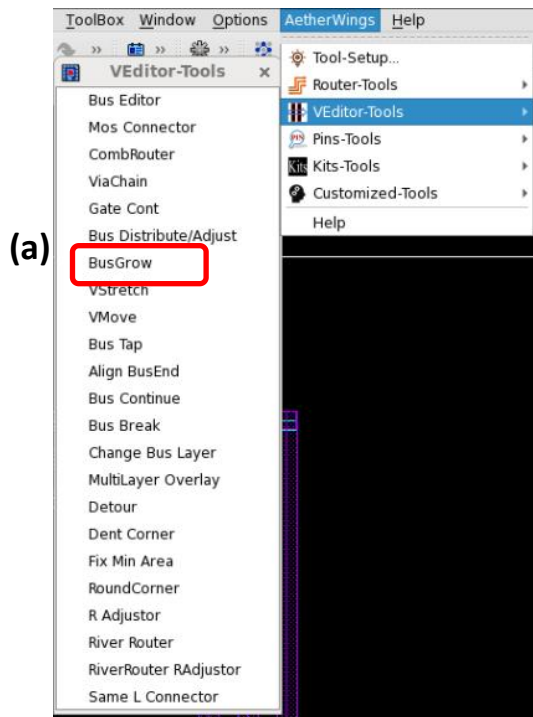 ToolBox Window Options AetherWings Help
» » »
VEditor-Tools x
Bus Editor
Mos Connector
CombRouter
ViaChain
Gate Cont
Bus Distribute/Adjust
BusGrow
VStretch
VMove
Bus Tap
Align BusEnd
Bus Continue
Bus Break
Change Bus Layer
MultiLayer Overlay
Detour
Dent Corner
Fix Min Area
RoundCorner
R Adjustor
River Router
RiverRouter RAdjustor
Same L Connector
Tool-Setup...
Router-Tools
VEditor-Tools
PIN Pins-Tools
Kits Kits-Tools
Customized-Tools
Help
(a)